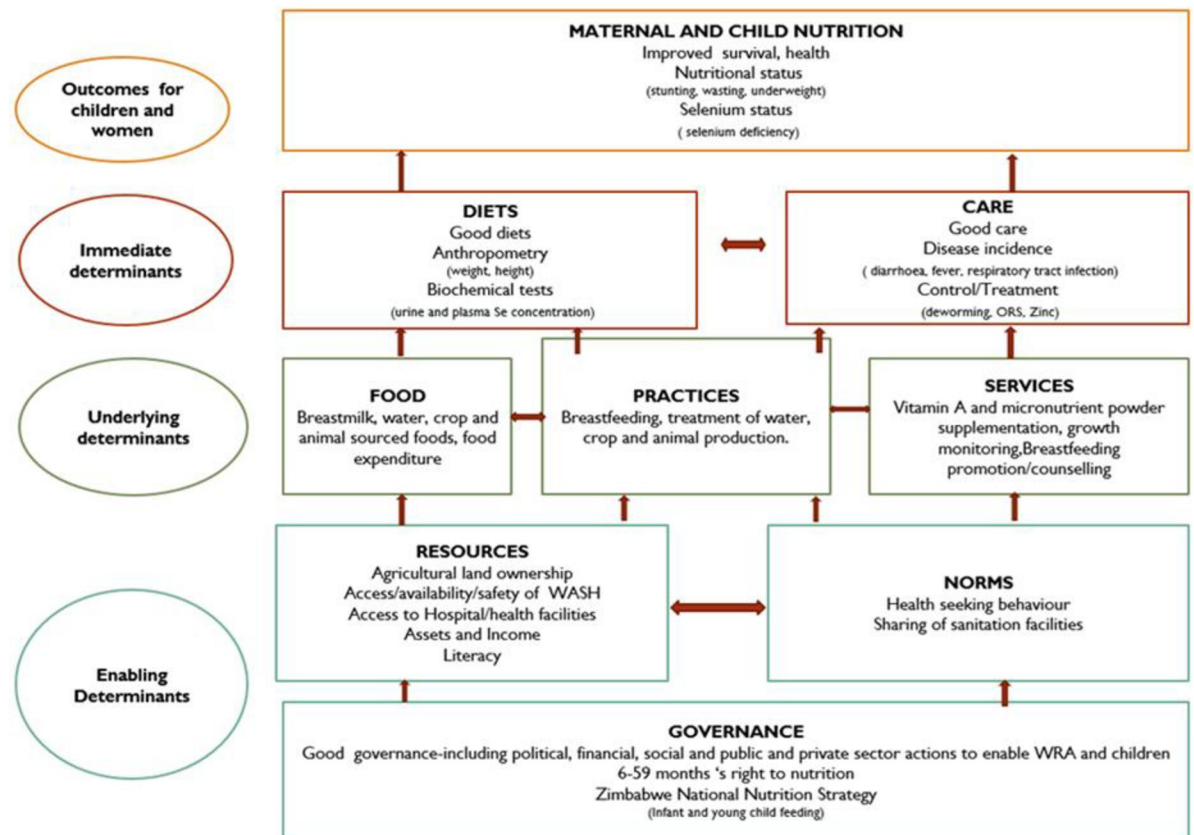 MATERNAL AND CHILD NUTRITION
Improved survival, health
Nutritional status
(stunting, wasting, underweight)
Selenium status
( selenium deficiency)
Outcomes for
children and
women
DIETS
Good diets
Anthropometry
(weight, height)
Biochemical tests
(urine and plasma Se concentration)
CARE
Good care
Disease incidence
( diarrhoea, fever, respiratory tract infection)
Control/Treatment
(deworming, ORS, Zinc)
Immediate
determinants
FOOD
Breastmilk, water, crop and
animal sourced foods, food
expenditure
PRACTICES
Breastfeeding, treatment of water,
crop and animal production.
SERVICES
Vitamin A and micronutrient powder
supplementation, growth
monitoring,Breastfeeding
promotion/counselling
Underlying
determinants
RESOURCES
Agricultural land ownership
Access/availability/safety of WASH
Access to Hospital/health facilities
Assets and Income
Literacy
NORMS
Health seeking behaviour
Sharing of sanitation facilities
Enabling
Determinants
GOVERNANCE
Good governance-including political, financial, social and public and private sector actions to enable WRA and children
6-59 months 's right to nutrition
Zimbabwe National Nutrition Strategy
(Infant and young child feeding)